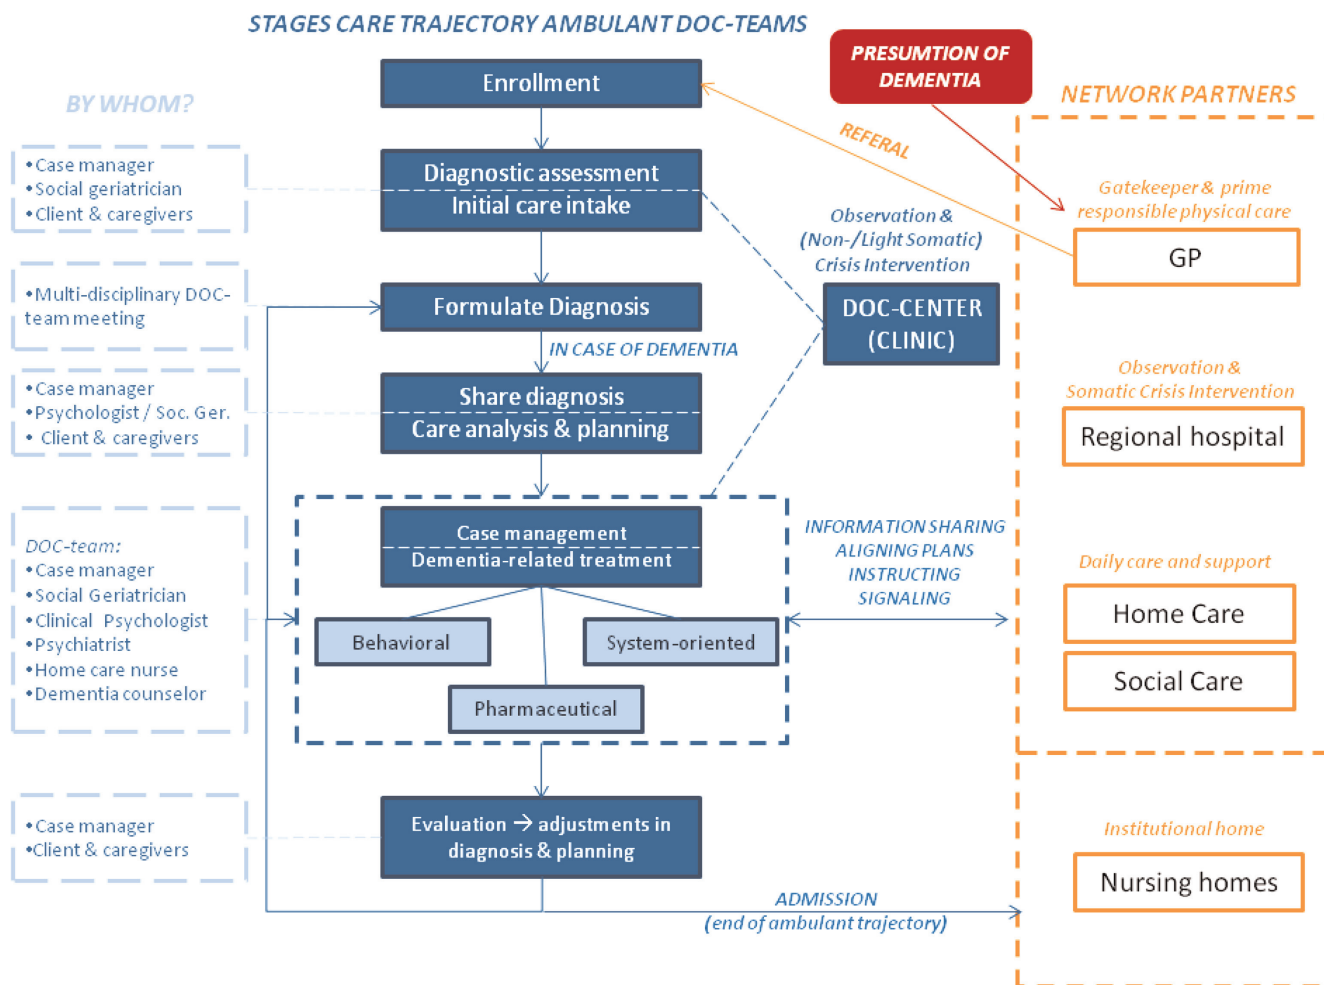 STAGES CARE TRAJECTORY AMBULANT DOC-TEAMS
BY WHOM?
•Case manager
•Social geriatrician
•Client & caregivers
•Multi-disciplinary DOC-
team meeting
•Case manager
•Psychologist / Soc. Ger.
• Client & caregivers
DOC-team:
•Case manager
•Social Geriatrician
•Clinical Psychologist
•Psychiatrist
•Home care nurse
•Dementia counselor
•Case manager
•Client & caregivers
Enrollment
Diagnostic assessment
Initial care intake
Formulate Diagnosis
IN CASE OF DEMENTIA
Share diagnosis
Care analysis & planning
Case management
Dementia-related treatment
Behavioral
System-oriented
Pharmaceutical
Evaluation → adjustments in
diagnosis & planning
ADMISSION
(end of ambulant trajectory)
PRESUMTION OF
DEMENTIA
REFERAL
Observation &
(Non-/Light Somatic)
Crisis Intervention
DOC-CENTER
(CLINIC)
INFORMATION SHARING
ALIGNING PLANS
INSTRUCTING
SIGNALING
NETWORK PARTNERS
Gatekeeper & prime
responsible physical care
GP
Observation &
Somatic Crisis Intervention
Regional hospital
Daily care and support
Home Care
Social Care
Institutional home
Nursing homes